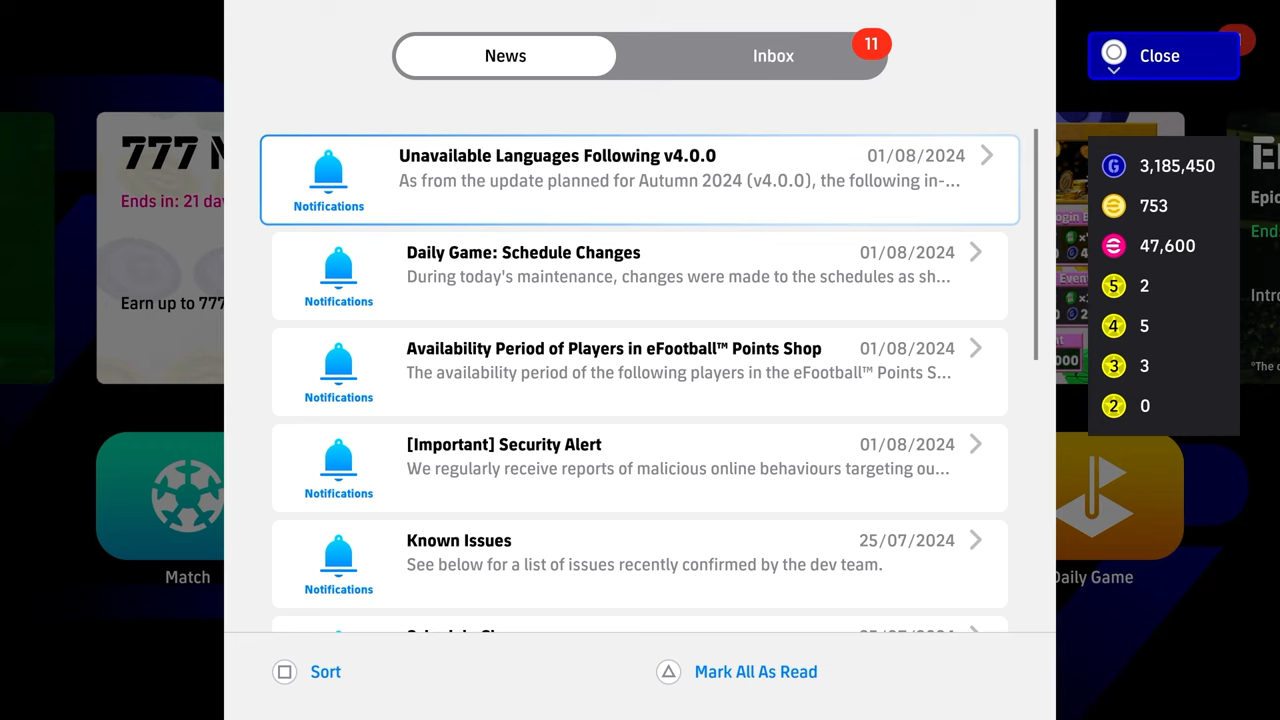 News
Inbox
11
Close
777
Ends in: 21 day
Earn up to 777
3,185,450
753
47,600
5 2
4 5
3 3
2 0
Unavailable Languages Following v4.0.0
01/08/2024
As from the update planned for Autumn 2024 (v4.0.0), the following in-...
Notifications
Daily Game: Schedule Changes
01/08/2024
During today's maintenance, changes were made to the schedules as sh...
Notifications
Availability Period of Players in eFootball™ Points Shop
01/08/2024
The availability period of the following players in the eFootball™ Points S...
Notifications
[Important] Security Alert
01/08/2024
We regularly receive reports of malicious online behaviours targeting ou...
Notifications
Known Issues
25/07/2024
See below for a list of issues recently confirmed by the dev team.
Notifications
Match
Daily Game
Epic
End
Intro
Sort
Mark All As Read